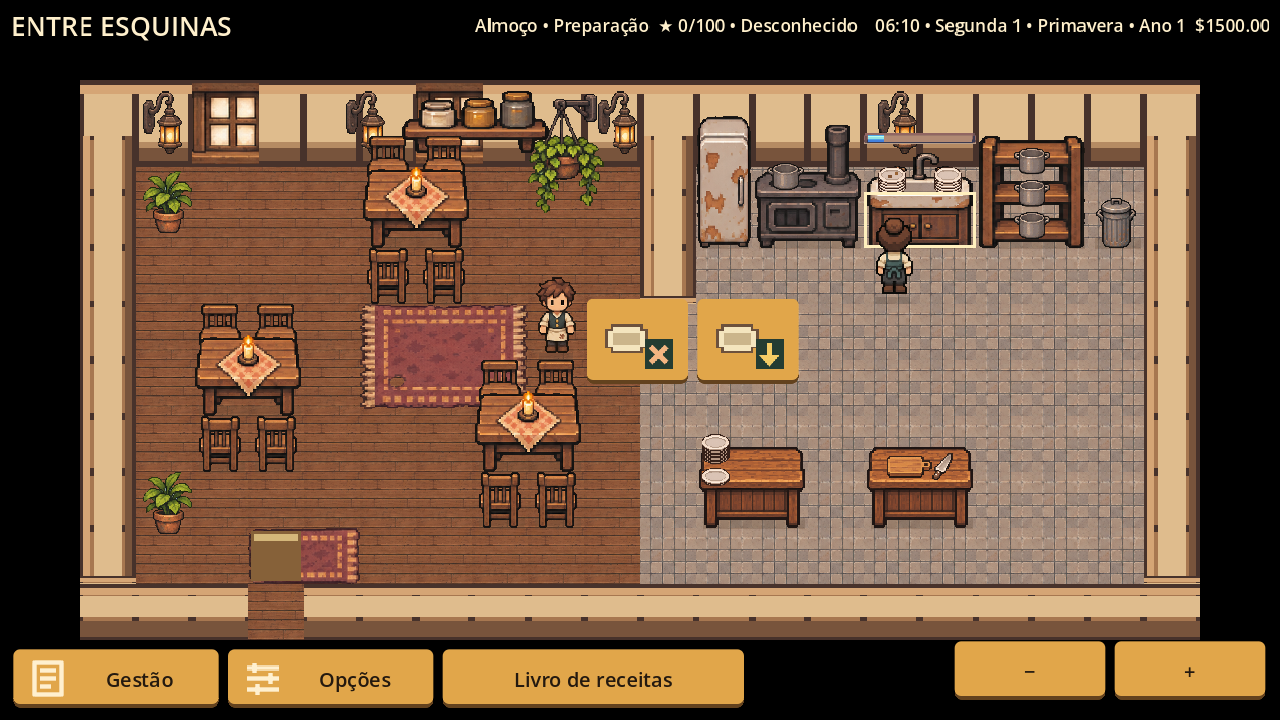 ENTRE ESQUINAS
Almoço • Preparação ★ 0/100 • Desconhecido 06:10 • Segunda 1 • Primavera • Ano 1 $1500.00
Gestão
Opções
Livro de receitas
−
+